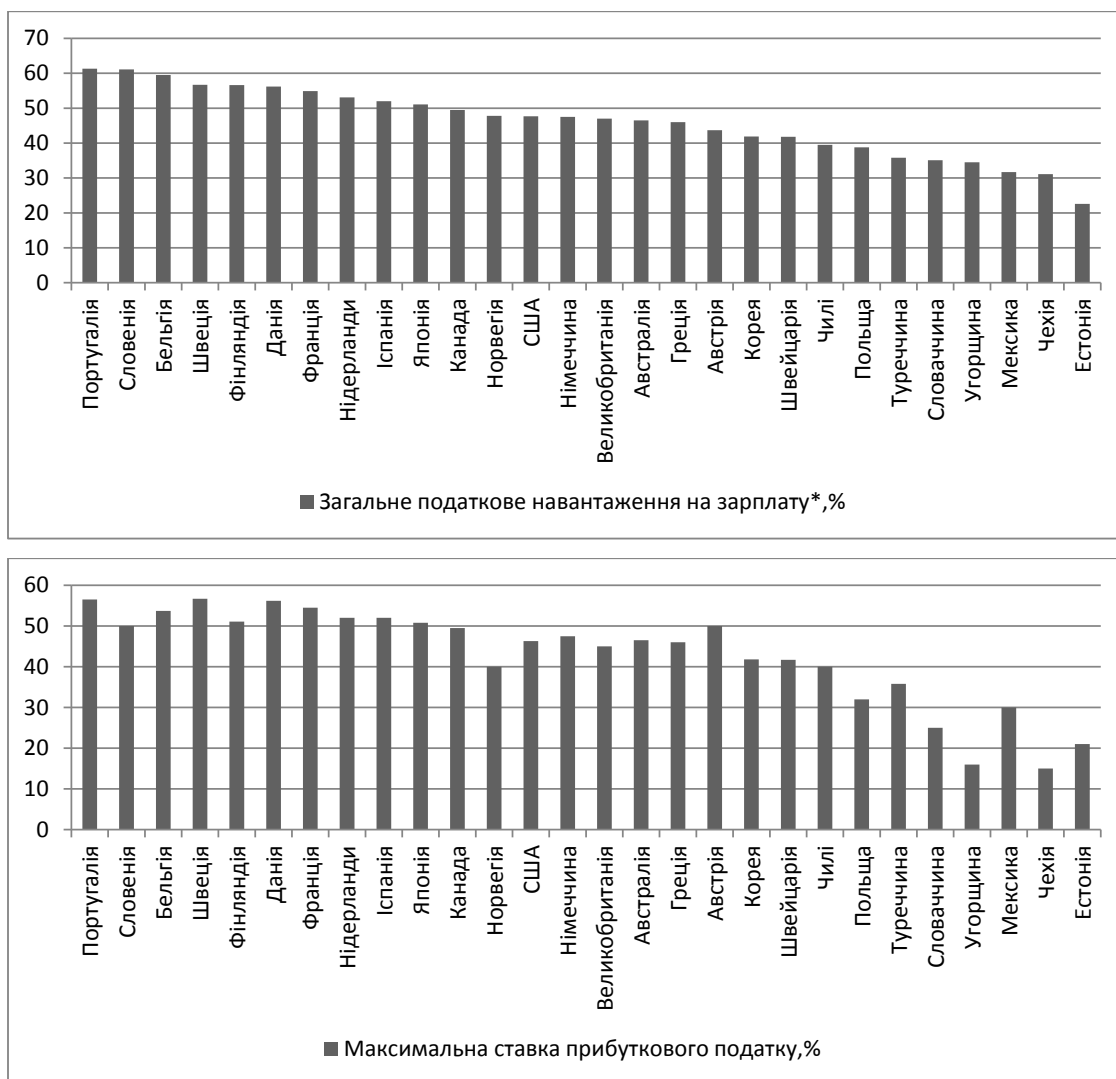 70
60
50
40
30
20
10
0
Португалія
Словенія
Бельгія
Швеція
Фінляндія
Данія
Франція
Нідерланди
Іспанія
Японія
Канада
Норвегія
США
Німеччина
Великобританія
Австралія
Греція
Австрія
Корея
Швейцарія
Чилі
Польща
Туреччина
Словаччина
Угорщина
Мексика
Чехія
Естонія
Загальне податкове навантаження на зарплату*,%
60
50
40
30
20
10
0
Португалія
Словенія
Бельгія
Швеція
Фінляндія
Данія
Франція
Нідерланди
Іспанія
Японія
Канада
Норвегія
США
Німеччина
Великобританія
Австралія
Греція
Австрія
Корея
Швейцарія
Чилі
Польща
Туреччина
Словаччина
Угорщина
Мексика
Чехія
Естонія
Максимальна ставка прибуткового податку,%